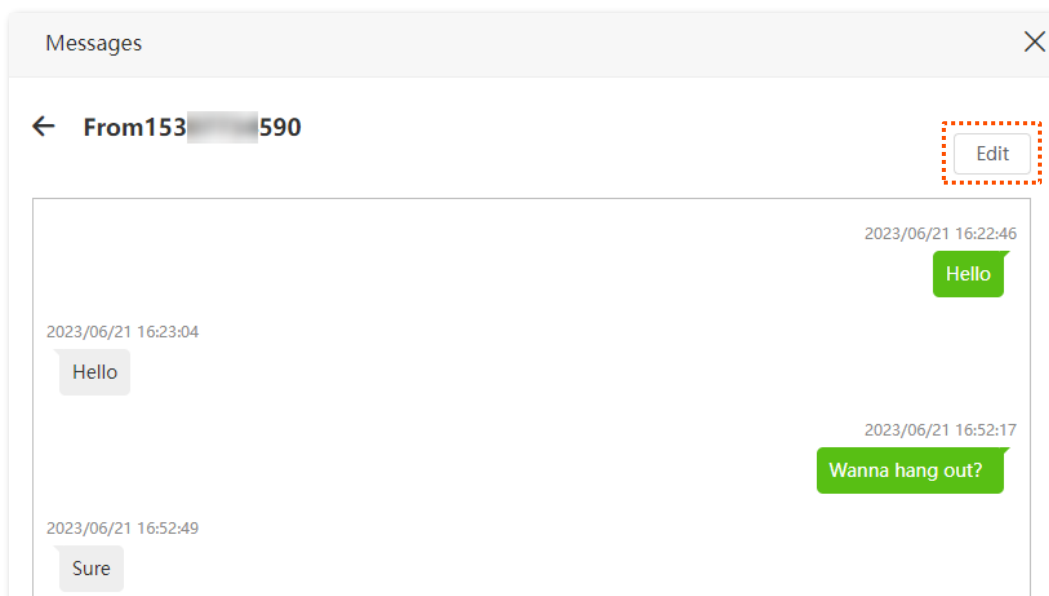 Messages
From153 590
Edit
2023/06/21 16:22:46
Hello
2023/06/21 16:23:04
Hello
2023/06/21 16:52:17
Wanna hang out?
2023/06/21 16:52:49
Sure